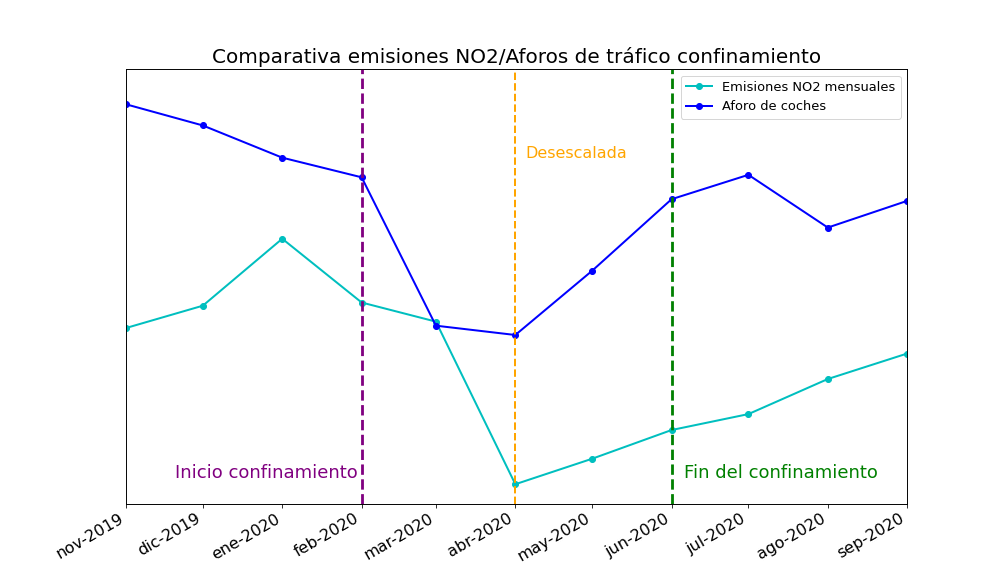 Comparativa emisiones NO2/Aforos de tráfico confinamiento
Emisiones NO2 mensuales
Aforo de coches
Desescalada
Inicio confinamiento
Fin del confinamiento
nov-2019
dic-2019
ene-2020
feb-2020
mar-2020
abr-2020
may-2020
jun-2020
jul-2020
ago-2020
sep-2020